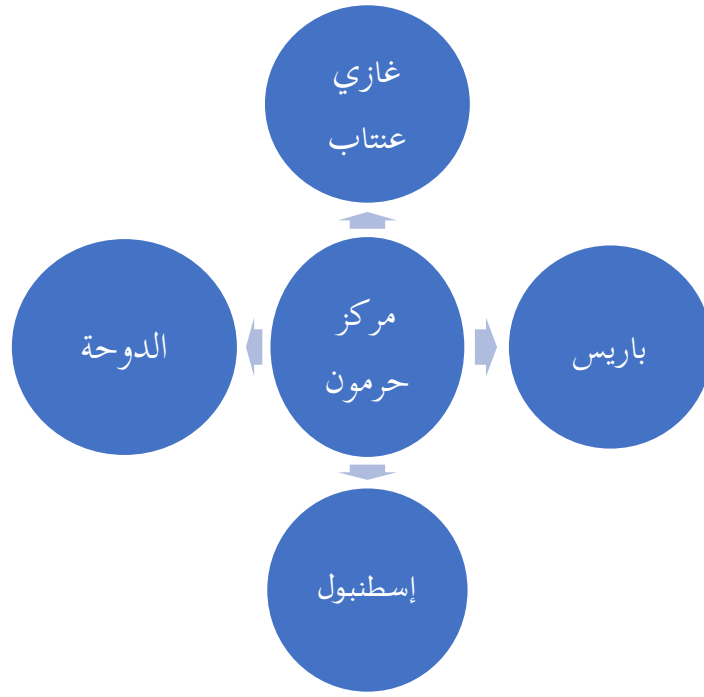 غازي
عنتاب
مركز
حرمون
باريس
الدوحة
إسطنبول